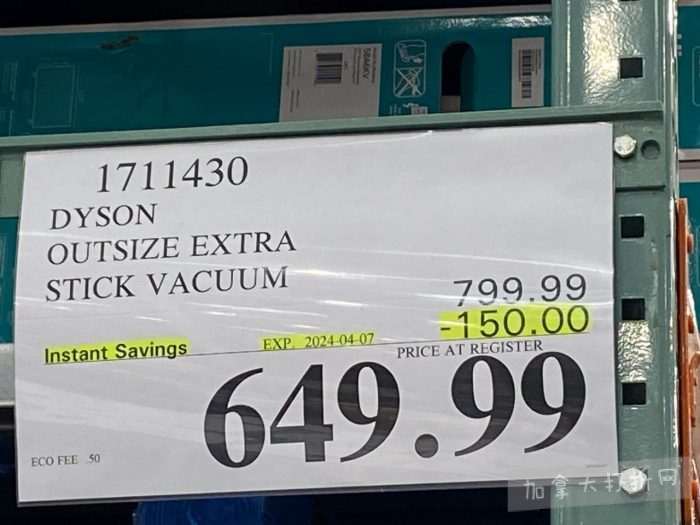 1711430
DYSON
OUTSIZE EXTRA
STICK VACUUM
799.99
-150.00
Instant Savings
EXP. 2024-04-07
PRICE AT REGISTER
649.99
ECO FEE .50
加拿大打折网